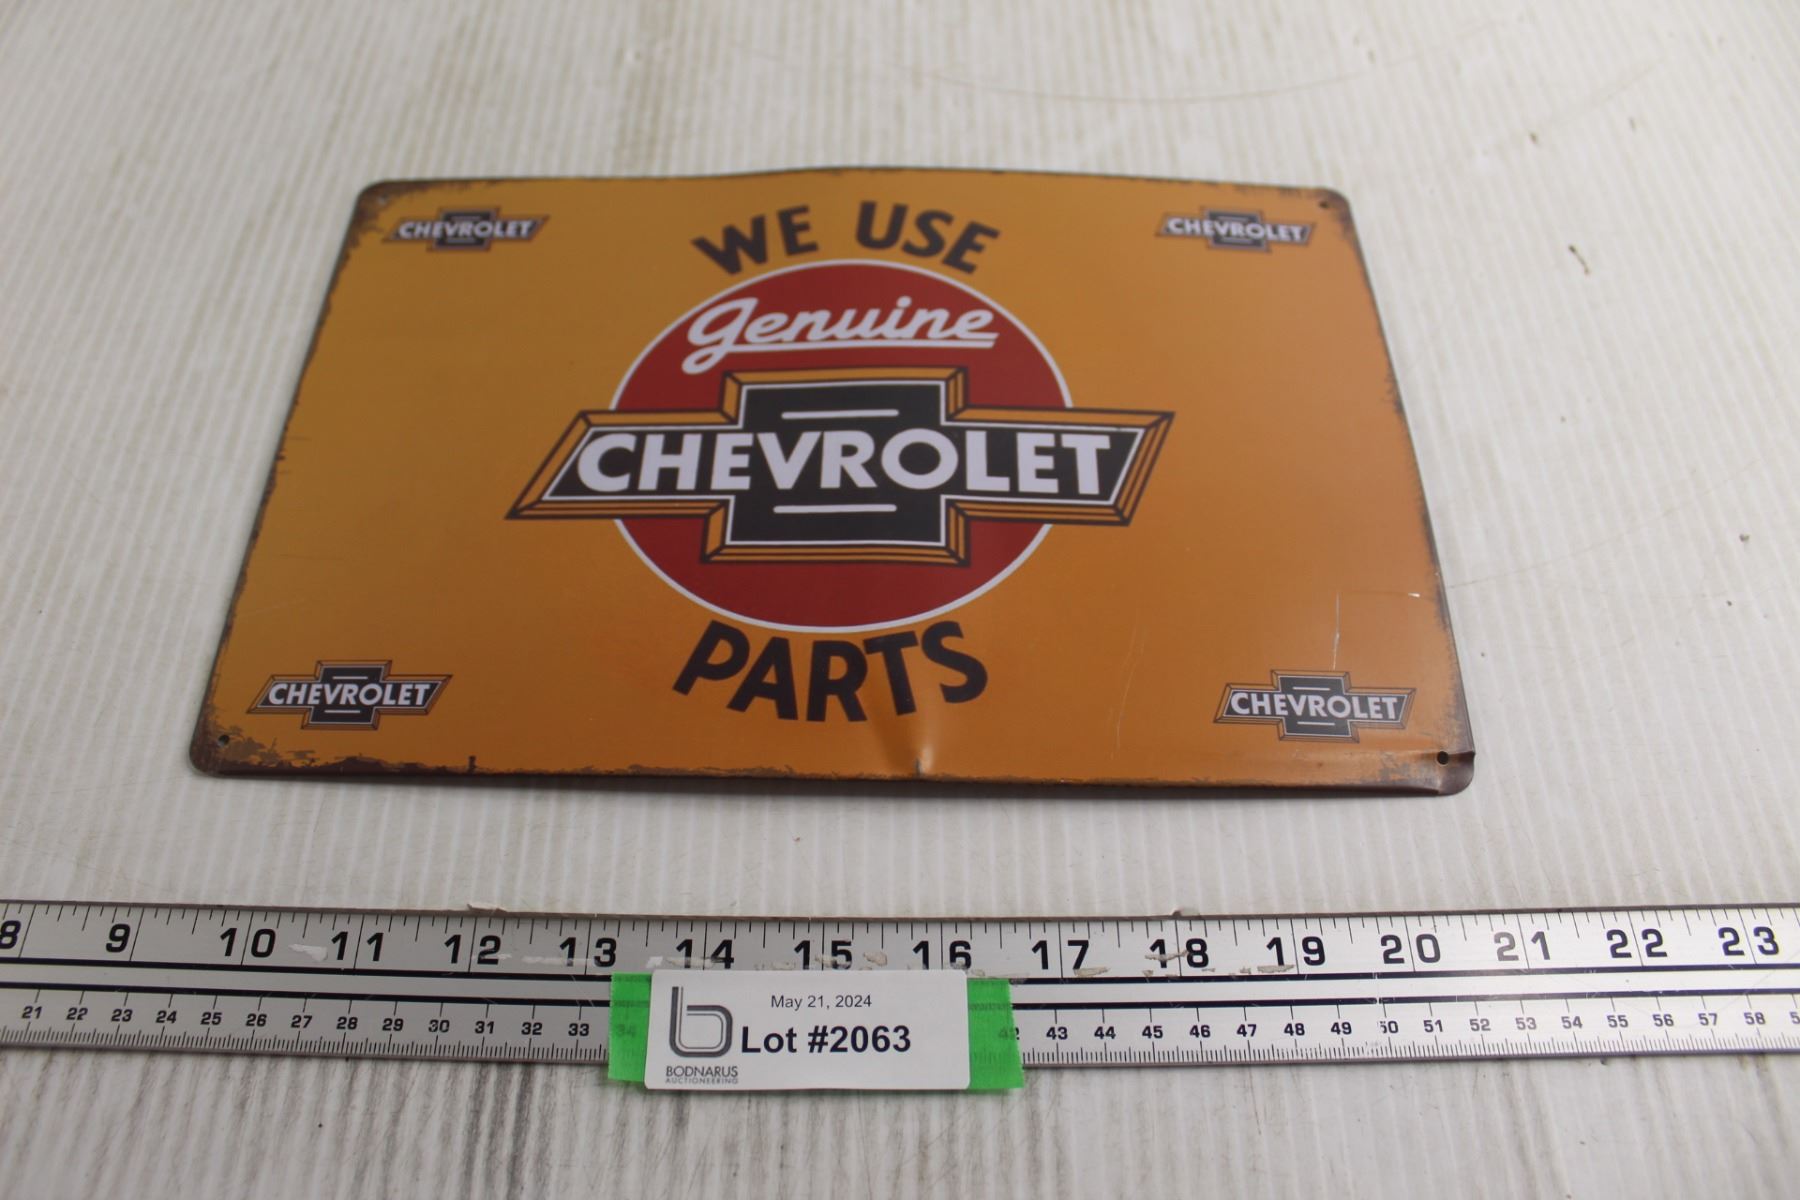 CHEVROLET
CHEVROLET
WE USE
Genuine
CHEVROLET
PARTS
CHEVROLET
CHEVROLET
8 9 10 11 12 13 14 15 16 17 18 19 20 21 22 23
21 22 23 24 25 26 27 28 29 30 31 32 33 34 42 43 44 45 46 47 48 49 50 51 52 53 54 55 56 57 58
May 21, 2024
Lot #2063
BODNARUS
AUCTIONEERING